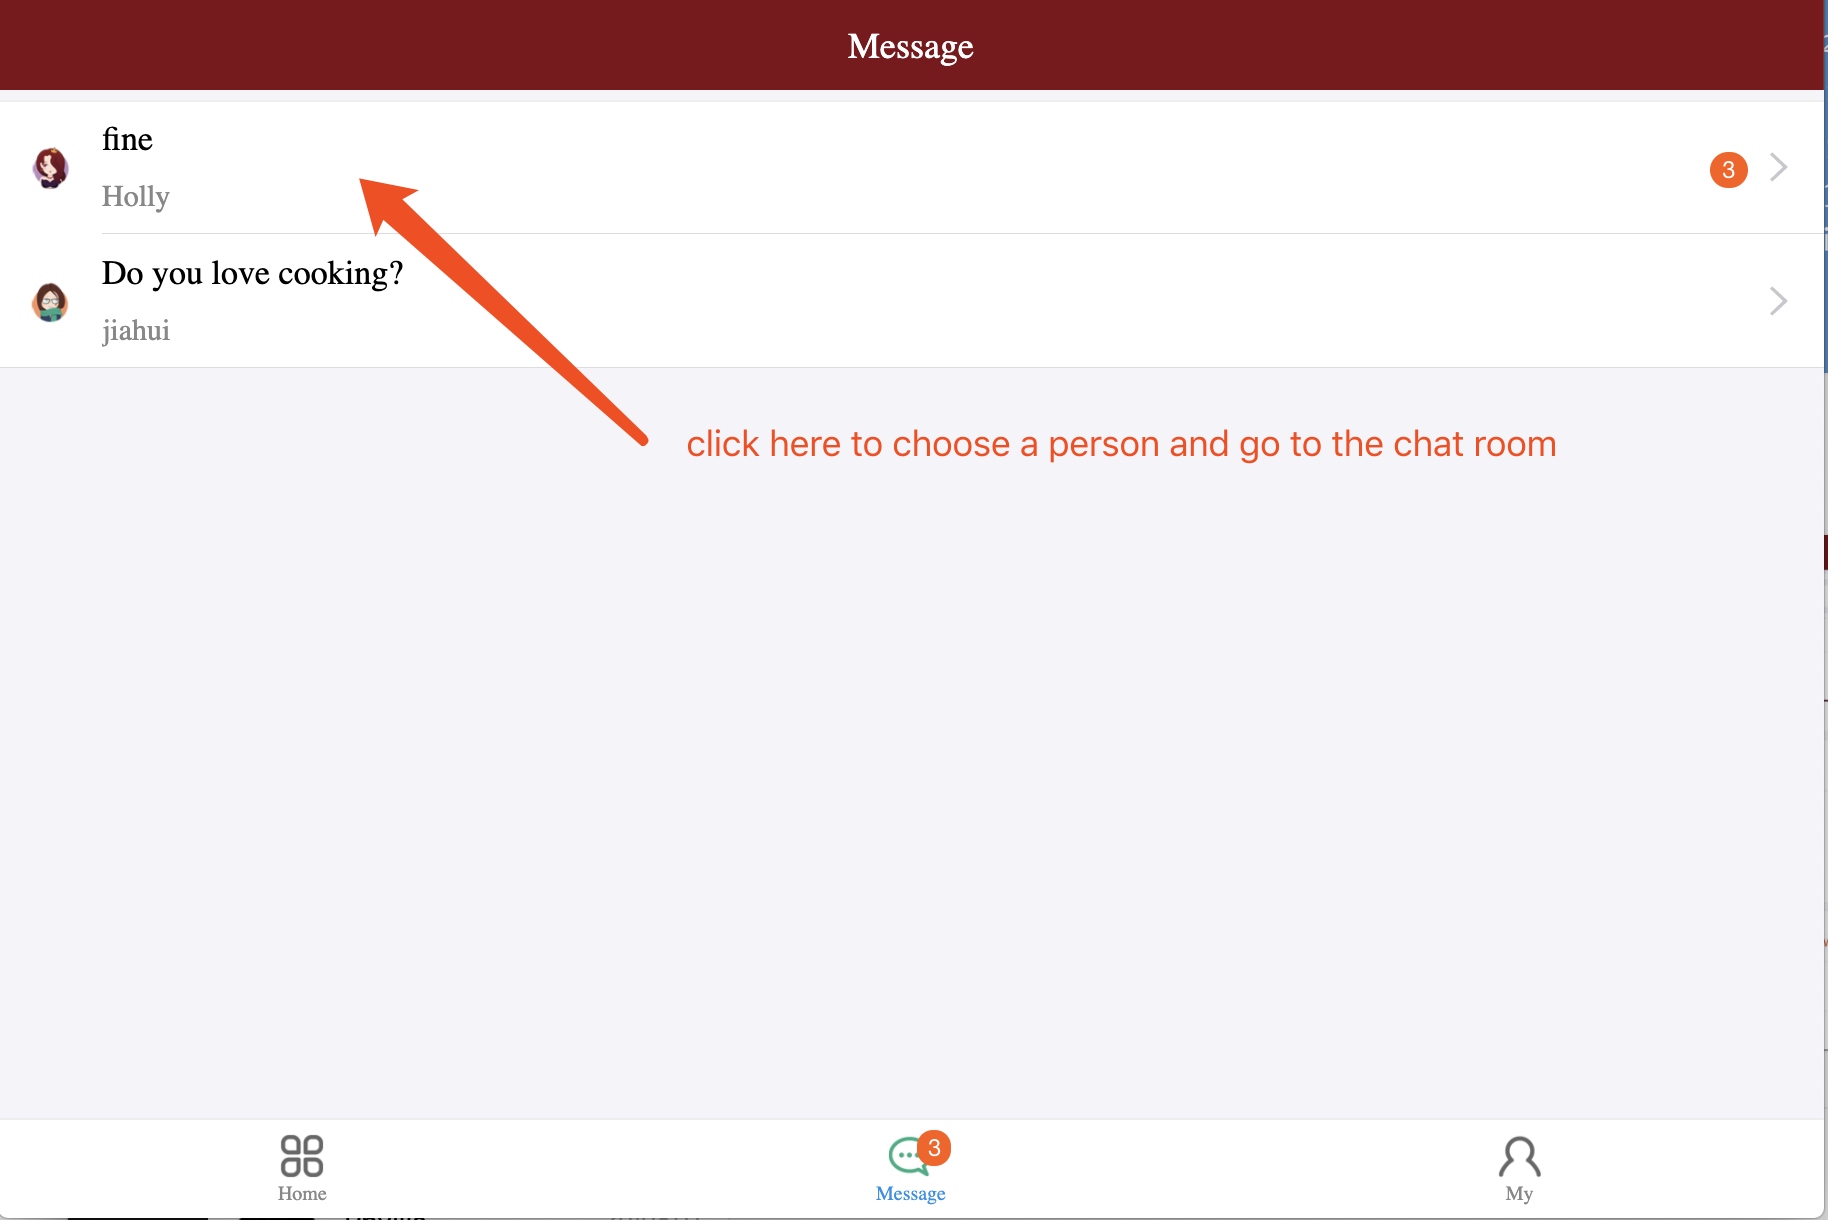 Message
fine
Holly
3
Do you love cooking?
jiahui
click here to choose a person and go to the chat room
3
Home
Message
My